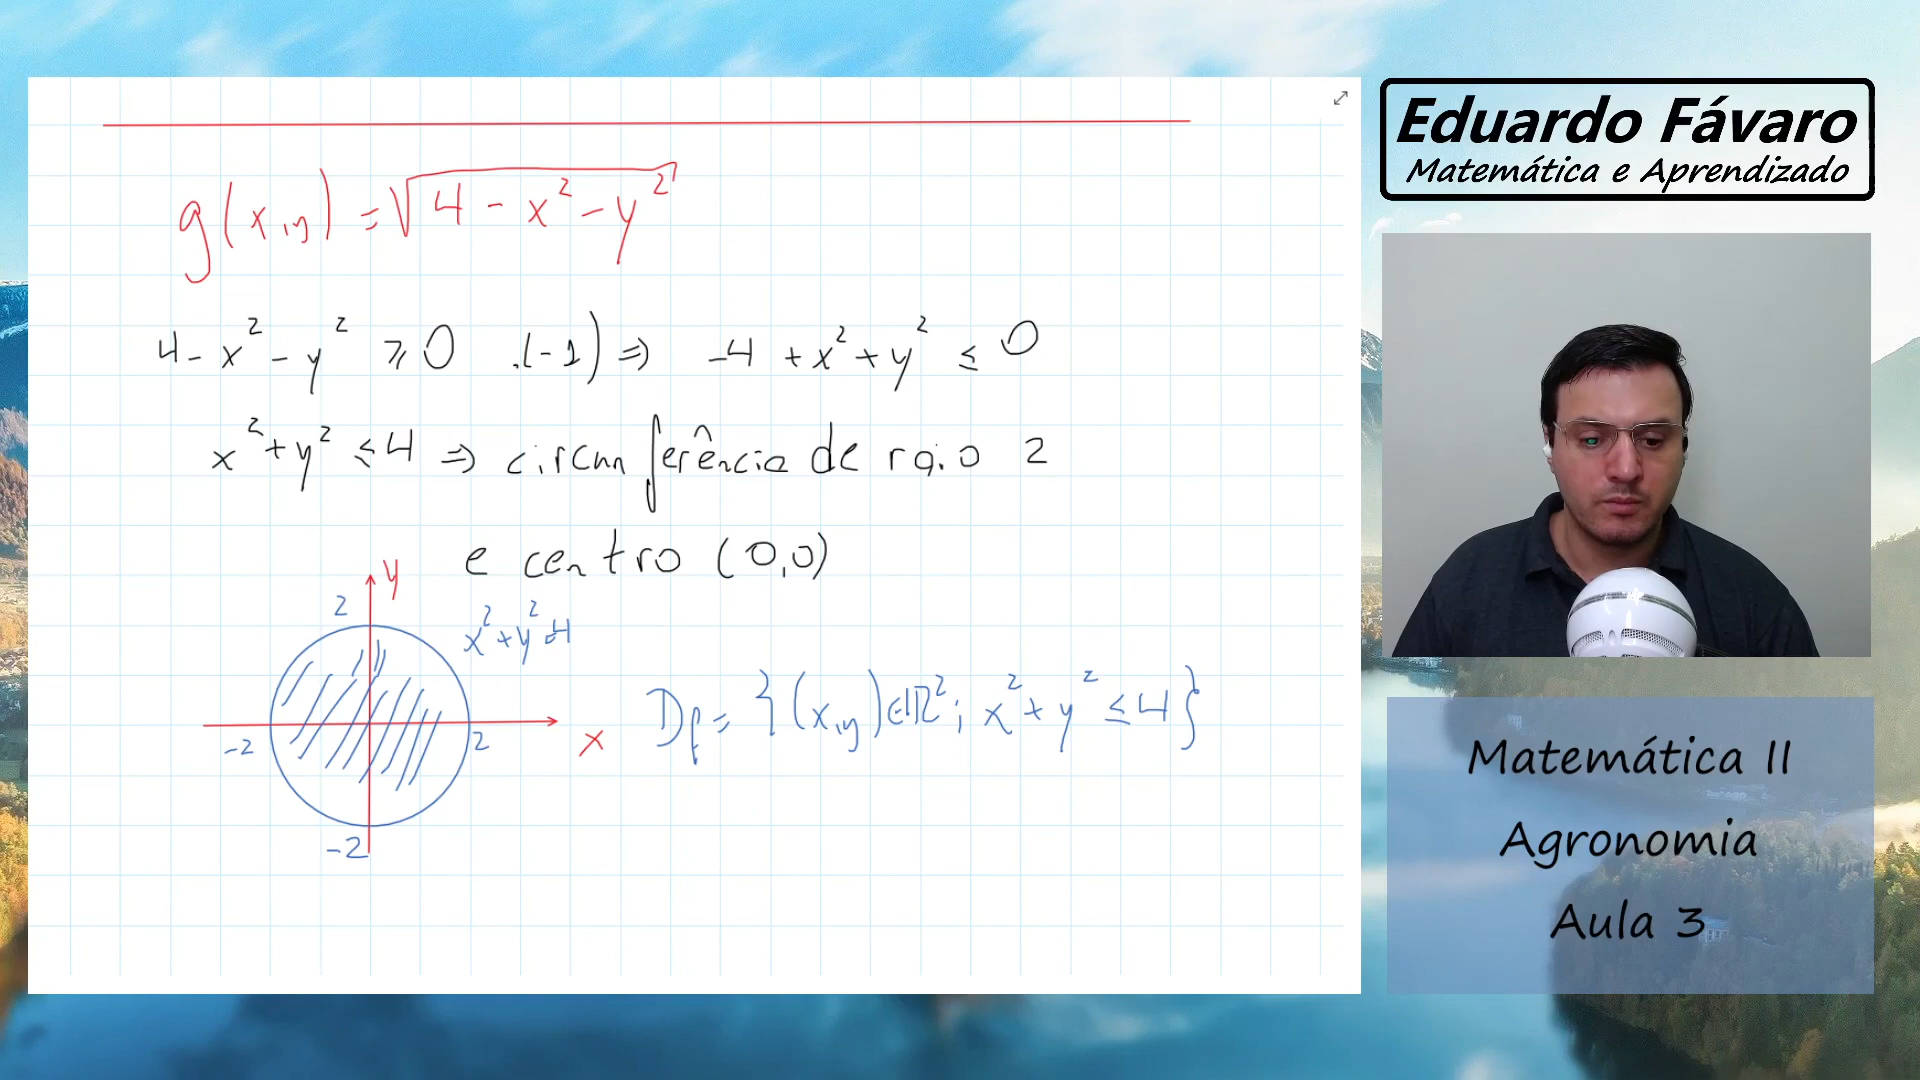 g(x,y) = √4 - x² - y²
4 - x² - y² ≥ 0 .(-1) ⇒ -4 + x² + y² ≤ 0
x² + y² ≤ 4 ⇒ circunferência de raio 2
e centro (0,0)
y
2
x² + y² = 4
-2
2
x
-2
Df = {(x,y) ∈ ℝ²; x² + y² ≤ 4}
Eduardo Fávaro
Matemática e Aprendizado
Matemática II
Agronomia
Aula 3